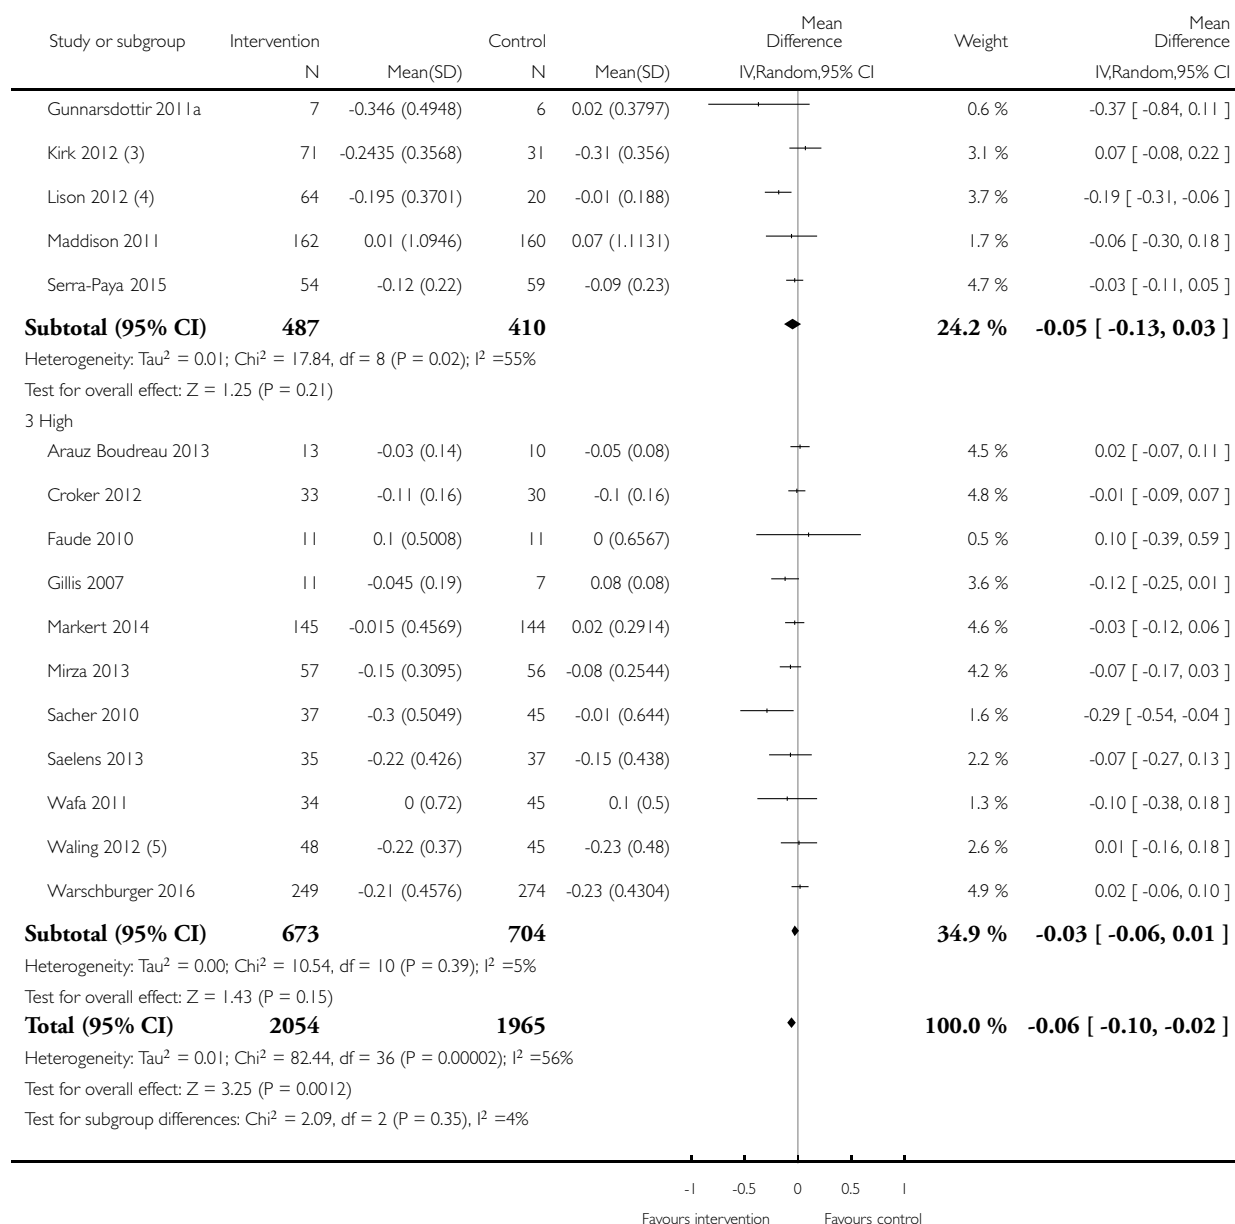 Study or subgroup Intervention Control Mean Difference Weight Mean Difference
N Mean(SD) N Mean(SD) IV,Random,95% CI IV,Random,95% CI
Gunnarsdottir 2011a 7 -0.346 (0.4948) 6 0.02 (0.3797) 0.6 % -0.37 [ -0.84, 0.11 ]
Kirk 2012 (3) 71 -0.2435 (0.3568) 31 -0.31 (0.356) 3.1 % 0.07 [ -0.08, 0.22 ]
Lison 2012 (4) 64 -0.195 (0.3701) 20 -0.01 (0.188) 3.7 % -0.19 [ -0.31, -0.06 ]
Maddison 2011 162 0.01 (1.0946) 160 0.07 (1.1131) 1.7 % -0.06 [ -0.30, 0.18 ]
Serra-Paya 2015 54 -0.12 (0.22) 59 -0.09 (0.23) 4.7 % -0.03 [ -0.11, 0.05 ]
Subtotal (95% CI) 487 410 24.2 % -0.05 [ -0.13, 0.03 ]
Heterogeneity: Tau² = 0.01; Chi² = 17.84, df = 8 (P = 0.02); I² =55%
Test for overall effect: Z = 1.25 (P = 0.21)
3 High
Arauz Boudreau 2013 13 -0.03 (0.14) 10 -0.05 (0.08) 4.5 % 0.02 [ -0.07, 0.11 ]
Croker 2012 33 -0.11 (0.16) 30 -0.1 (0.16) 4.8 % -0.01 [ -0.09, 0.07 ]
Faude 2010 11 0.1 (0.5008) 11 0 (0.6567) 0.5 % 0.10 [ -0.39, 0.59 ]
Gillis 2007 11 -0.045 (0.19) 7 0.08 (0.08) 3.6 % -0.12 [ -0.25, 0.01 ]
Markert 2014 145 -0.015 (0.4569) 144 0.02 (0.2914) 4.6 % -0.03 [ -0.12, 0.06 ]
Mirza 2013 57 -0.15 (0.3095) 56 -0.08 (0.2544) 4.2 % -0.07 [ -0.17, 0.03 ]
Sacher 2010 37 -0.3 (0.5049) 45 -0.01 (0.644) 1.6 % -0.29 [ -0.54, -0.04 ]
Saelens 2013 35 -0.22 (0.426) 37 -0.15 (0.438) 2.2 % -0.07 [ -0.27, 0.13 ]
Wafa 2011 34 0 (0.72) 45 0.1 (0.5) 1.3 % -0.10 [ -0.38, 0.18 ]
Waling 2012 (5) 48 -0.22 (0.37) 45 -0.23 (0.48) 2.6 % 0.01 [ -0.16, 0.18 ]
Warschburger 2016 249 -0.21 (0.4576) 274 -0.23 (0.4304) 4.9 % 0.02 [ -0.06, 0.10 ]
Subtotal (95% CI) 673 704 34.9 % -0.03 [ -0.06, 0.01 ]
Heterogeneity: Tau² = 0.00; Chi² = 10.54, df = 10 (P = 0.39); I² =5%
Test for overall effect: Z = 1.43 (P = 0.15)
Total (95% CI) 2054 1965 100.0 % -0.06 [ -0.10, -0.02 ]
Heterogeneity: Tau² = 0.01; Chi² = 82.44, df = 36 (P = 0.00002); I² =56%
Test for overall effect: Z = 3.25 (P = 0.0012)
Test for subgroup differences: Chi² = 2.09, df = 2 (P = 0.35), I² =4%
-1 -0.5 0 0.5 1
Favours intervention Favours control